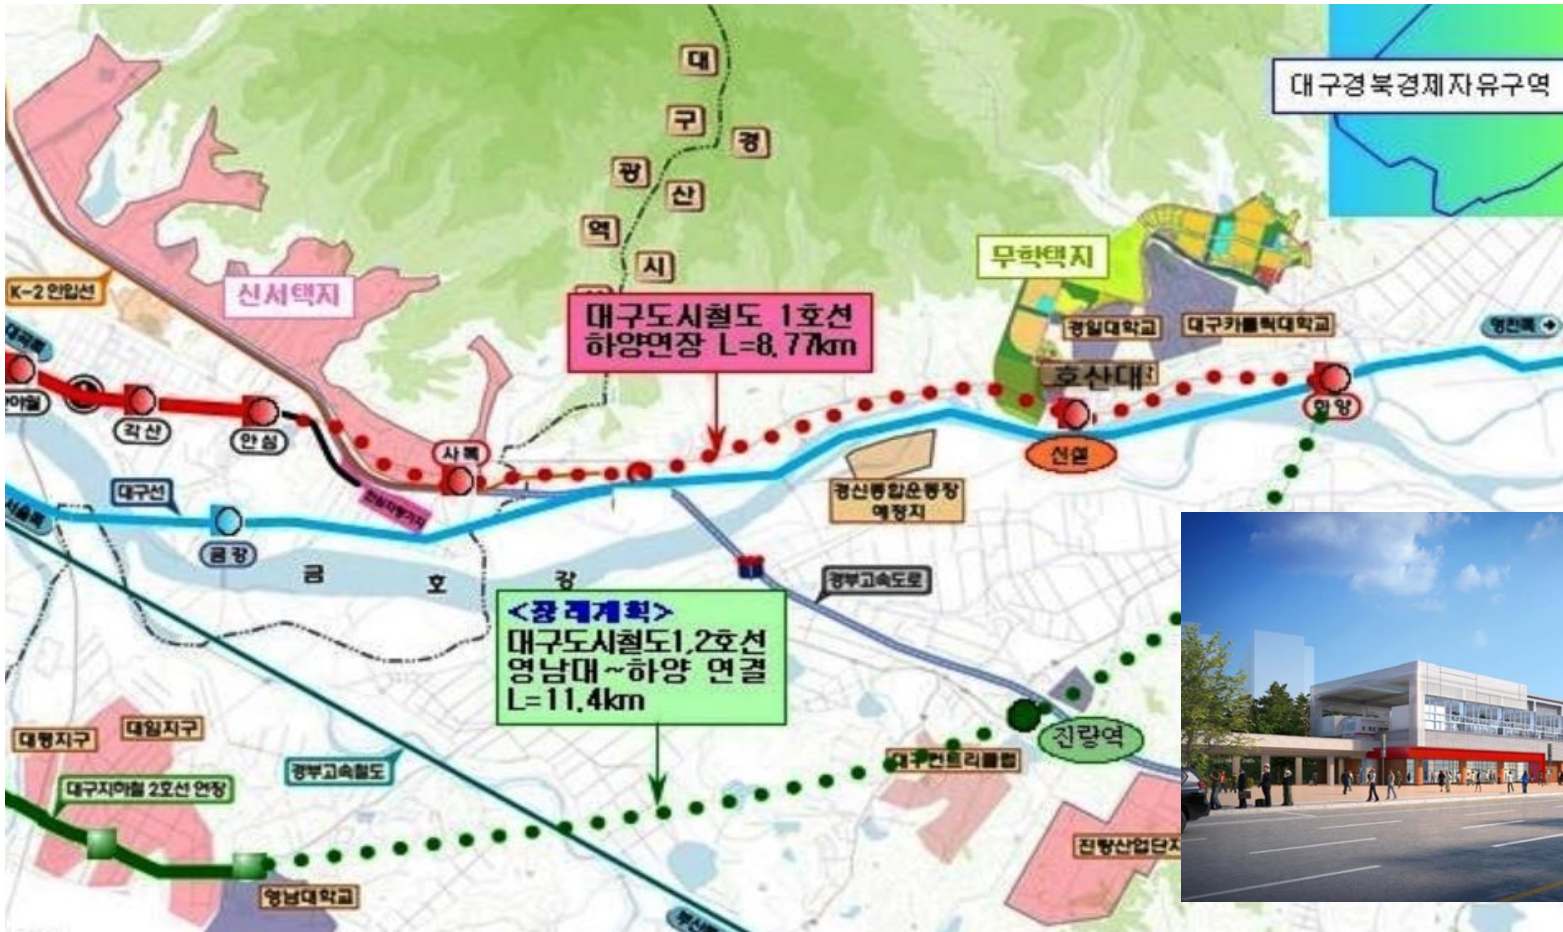 대구경북경제자유구역
대
구
광
역
시
경
산
K-2 인입선
신서택지
대구도시철도 1호선
하양연장 L=8.77km
무학택지
경일대학교
대구카톨릭대학교
호산대
영천쪽
각산
안심
사복
신설
하양
대구선
금강
금
호
강
경산종합운동장
예정지
경부고속도로
<장래계획>
대구도시철도1,2호선
영남대~하양 연결
L=11.4km
진량역
대평지구
대임지구
대구지하철 2호선 연장
경부고속철도
대구컨트리클럽
진량산업단지
영남대학교